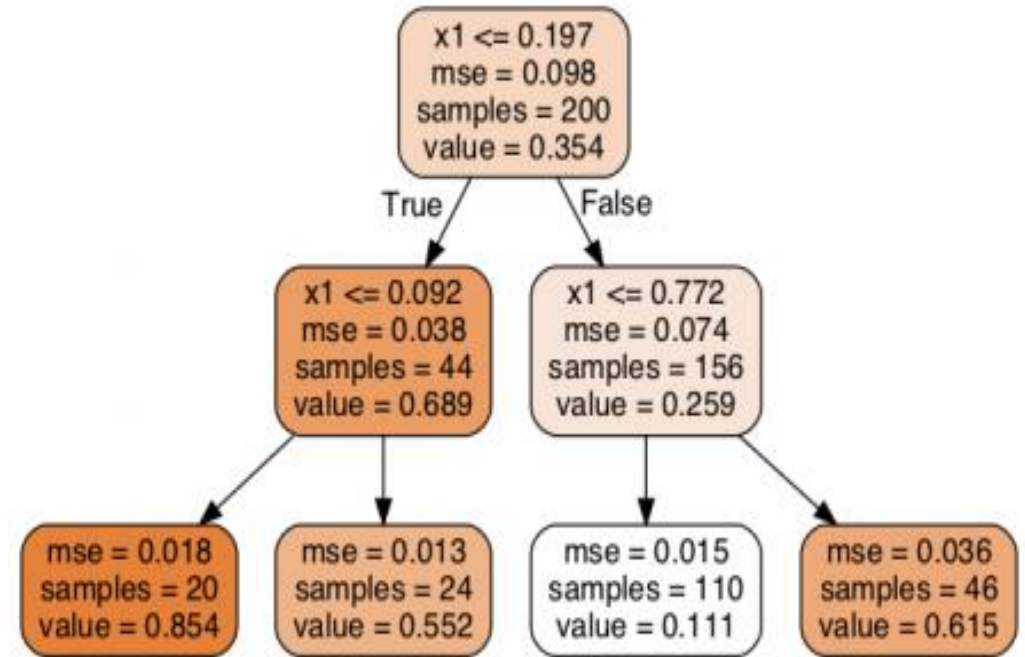 x1 <= 0.197
mse = 0.098
samples = 200
value = 0.354
True
False
x1 <= 0.092
mse = 0.038
samples = 44
value = 0.689
x1 <= 0.772
mse = 0.074
samples = 156
value = 0.259
mse = 0.018
samples = 20
value = 0.854
mse = 0.013
samples = 24
value = 0.552
mse = 0.015
samples = 110
value = 0.111
mse = 0.036
samples = 46
value = 0.615